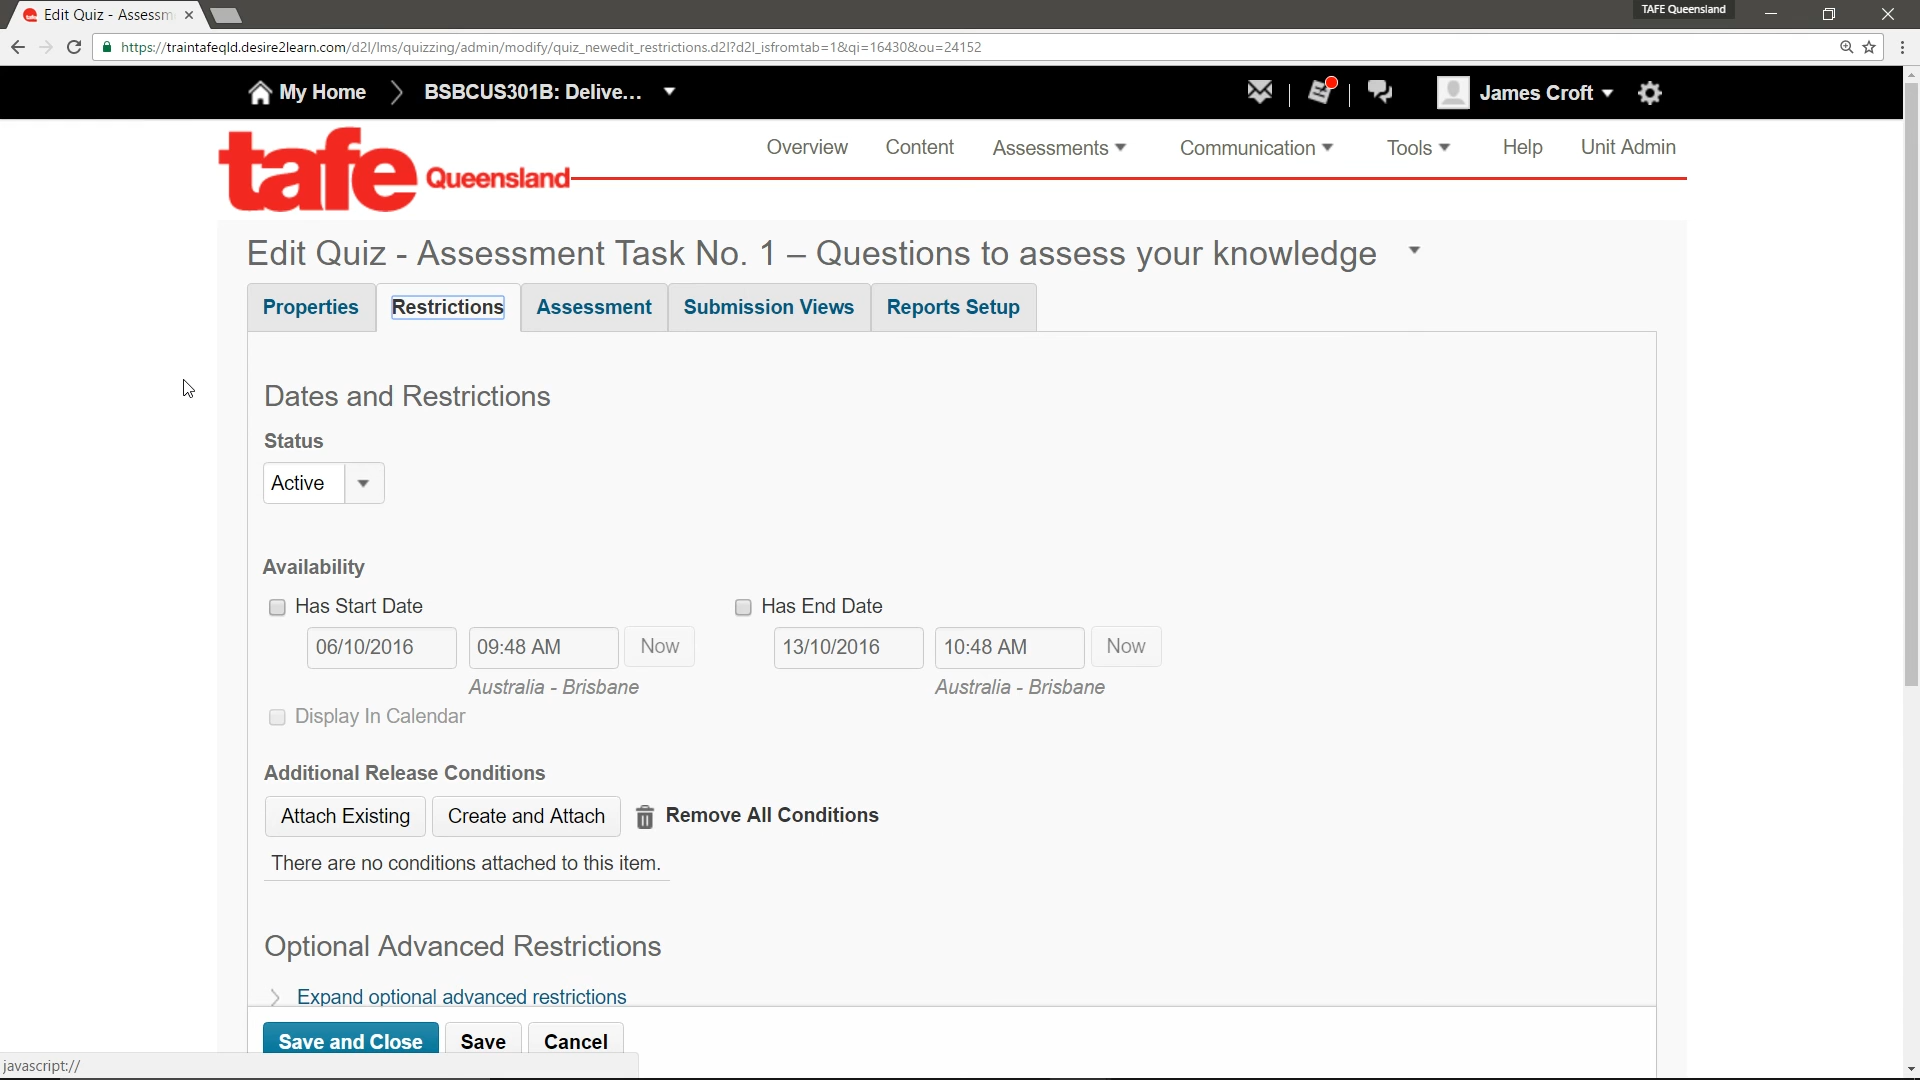 Edit Quiz - Assessm
TAFE Queensland
https://traintafeqld.desire2learn.com/d2l/lms/quizzing/admin/modify/quiz_newedit_restrictions.d2l?d2l_isfromtab=1&qi=16430&ou=24152
My Home BSBCUS301B: Delive... James Croft
tafe Queensland
Overview Content Assessments Communication Tools Help Unit Admin
Edit Quiz - Assessment Task No. 1 – Questions to assess your knowledge
Properties Restrictions Assessment Submission Views Reports Setup
Dates and Restrictions
Status
Active
Availability
Has Start Date Has End Date
06/10/2016 09:48 AM Now 13/10/2016 10:48 AM Now
Australia - Brisbane Australia - Brisbane
Display In Calendar
Additional Release Conditions
Attach Existing Create and Attach Remove All Conditions
There are no conditions attached to this item.
Optional Advanced Restrictions
Expand optional advanced restrictions
Save and Close Save Cancel
javascript://